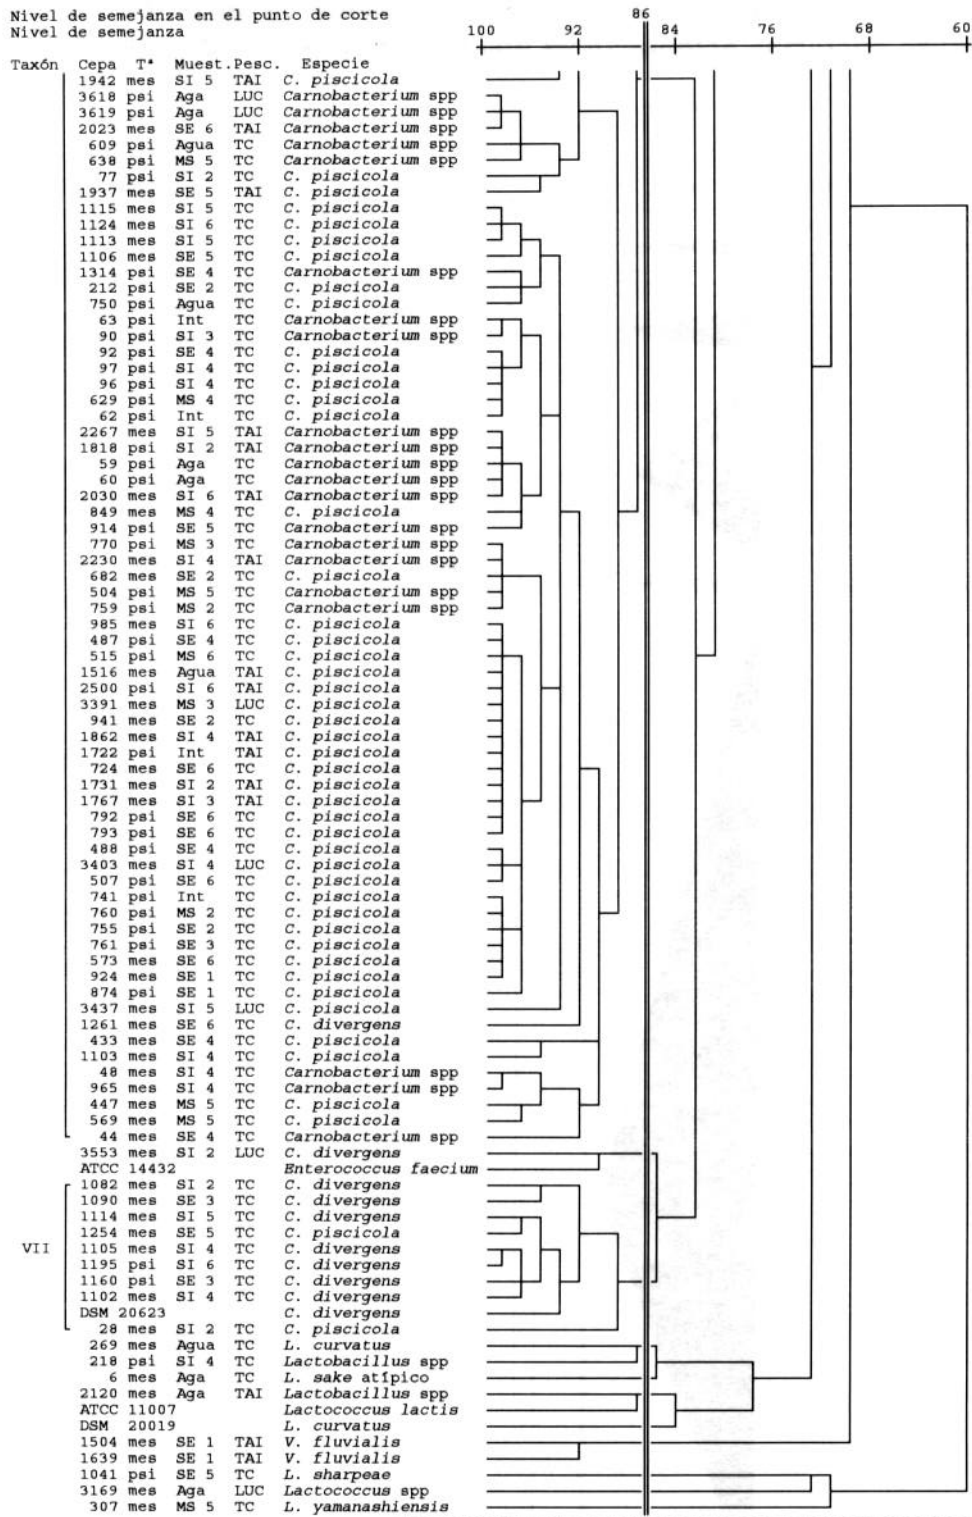 Nivel de semejanza en el punto de corte 86
Nivel de semejanza 100 92 84 76 68 60
Taxón Cepa Tª Muest. Pesc. Especie
1942 mes SI 5 TAI C. piscicola
3618 psi Aga LUC Carnobacterium spp
3619 psi Aga LUC Carnobacterium spp
2023 mes SE 6 TAI Carnobacterium spp
609 psi Agua TC Carnobacterium spp
638 psi MS 5 TC Carnobacterium spp
77 psi SI 2 TC C. piscicola
1937 mes SE 5 TAI C. piscicola
1115 mes SI 5 TC C. piscicola
1124 mes SI 6 TC C. piscicola
1113 mes SI 5 TC C. piscicola
1106 mes SE 5 TC C. piscicola
1314 psi SE 4 TC Carnobacterium spp
212 psi SE 2 TC C. piscicola
750 psi Agua TC C. piscicola
63 psi Int TC Carnobacterium spp
90 psi SI 3 TC Carnobacterium spp
92 psi SE 4 TC C. piscicola
97 psi SI 4 TC C. piscicola
96 psi SI 4 TC C. piscicola
629 psi MS 4 TC C. piscicola
62 psi Int TC C. piscicola
2267 mes SI 5 TAI Carnobacterium spp
1818 psi SI 2 TAI Carnobacterium spp
59 psi Aga TC Carnobacterium spp
60 psi Aga TC Carnobacterium spp
2030 mes SI 6 TAI Carnobacterium spp
849 mes MS 4 TC C. piscicola
914 psi SE 5 TC Carnobacterium spp
770 psi MS 3 TC Carnobacterium spp
2230 mes SI 4 TAI Carnobacterium spp
682 mes SE 2 TC C. piscicola
504 psi MS 5 TC Carnobacterium spp
759 psi MS 2 TC Carnobacterium spp
985 mes SI 6 TC C. piscicola
487 psi SE 4 TC C. piscicola
515 psi MS 6 TC C. piscicola
1516 mes Agua TAI C. piscicola
2500 psi SI 6 TAI C. piscicola
3391 mes MS 3 LUC C. piscicola
941 mes SE 2 TC C. piscicola
1862 mes SI 4 TAI C. piscicola
1722 psi Int TAI C. piscicola
724 mes SE 6 TC C. piscicola
1731 mes SI 2 TAI C. piscicola
1767 mes SI 3 TAI C. piscicola
792 psi SE 6 TC C. piscicola
793 psi SE 6 TC C. piscicola
488 psi SE 4 TC C. piscicola
3403 mes SI 4 LUC C. piscicola
507 psi SE 6 TC C. piscicola
741 psi Int TC C. piscicola
760 psi MS 2 TC C. piscicola
755 psi SE 2 TC C. piscicola
761 psi SE 3 TC C. piscicola
573 mes SE 6 TC C. piscicola
924 mes SE 1 TC C. piscicola
874 psi SE 1 TC C. piscicola
3437 mes SI 5 LUC C. piscicola
1261 mes SE 6 TC C. divergens
433 mes SE 4 TC C. piscicola
1103 mes SI 4 TC C. piscicola
48 mes SI 4 TC Carnobacterium spp
965 mes SI 4 TC Carnobacterium spp
447 mes MS 5 TC C. piscicola
569 mes MS 5 TC C. piscicola
44 mes SE 4 TC Carnobacterium spp
3553 mes SI 2 LUC C. divergens
ATCC 14432 Enterococcus faecium
1082 mes SI 2 TC C. divergens
1090 mes SE 3 TC C. divergens
1114 mes SI 5 TC C. divergens
1254 mes SE 5 TC C. piscicola
VII 1105 mes SI 4 TC C. divergens
1195 psi SI 6 TC C. divergens
1160 psi SE 3 TC C. divergens
1102 mes SI 4 TC C. divergens
DSM 20623 C. divergens
28 mes SI 2 TC C. piscicola
269 mes Agua TC L. curvatus
218 psi SI 4 TC Lactobacillus spp
6 mes Aga TC L. sake atípico
2120 mes Aga TAI Lactobacillus spp
ATCC 11007 Lactococcus lactis
DSM 20019 L. curvatus
1504 mes SE 1 TAI V. fluvialis
1639 mes SE 1 TAI V. fluvialis
1041 psi SE 5 TC L. sharpeae
3169 mes Aga LUC Lactococcus spp
307 mes MS 5 TC L. yamanashiensis